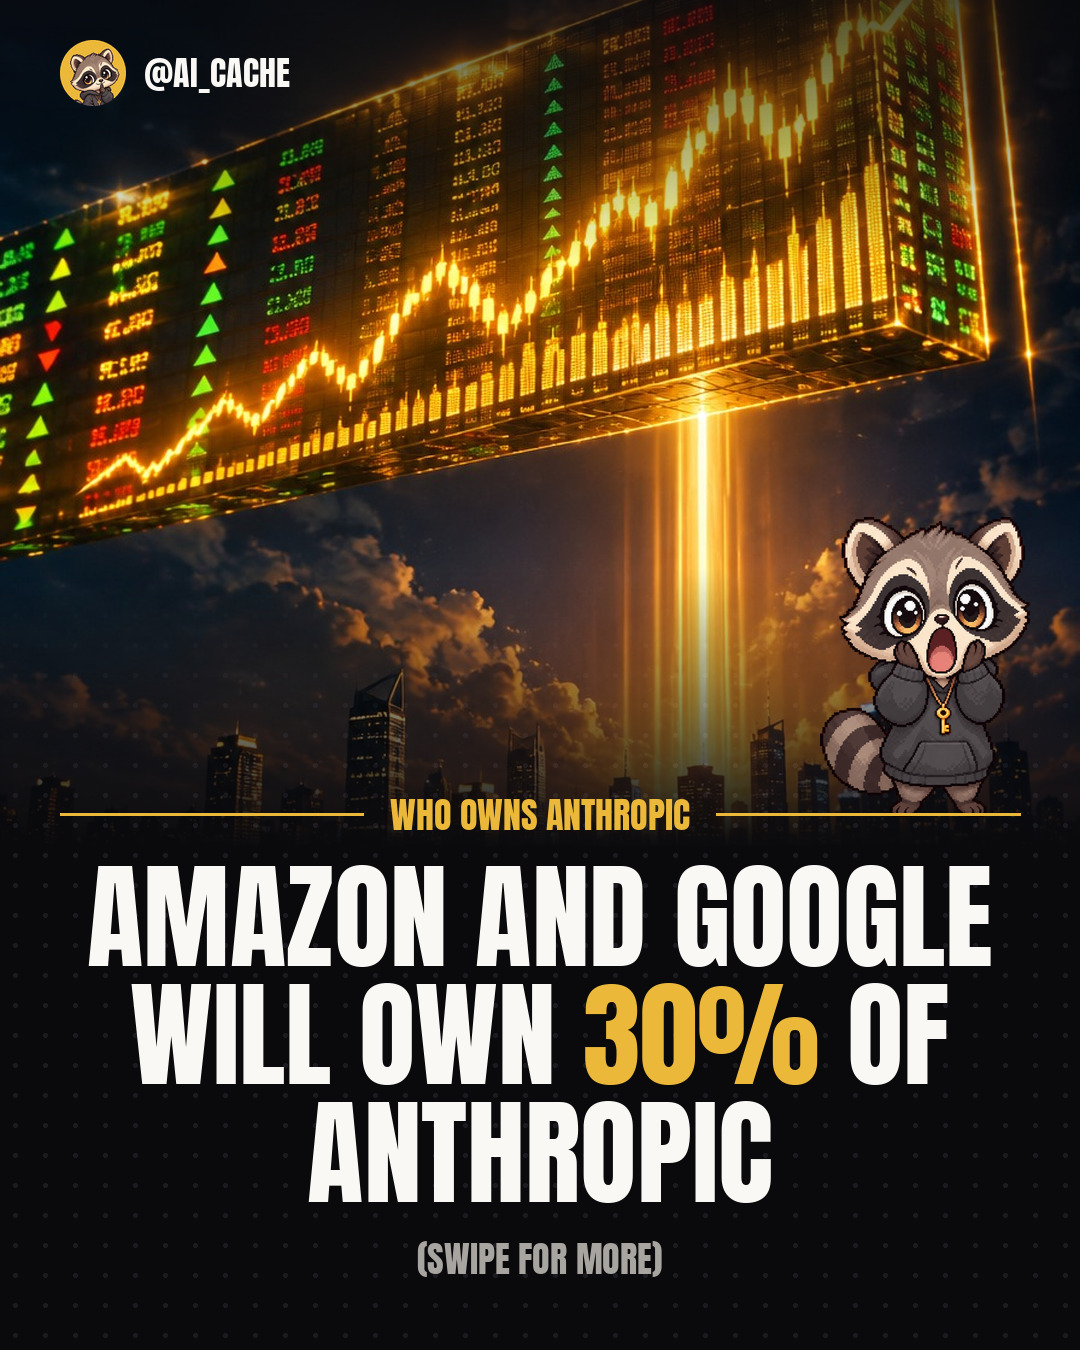 @AI_CACHE
WHO OWNS ANTHROPIC
AMAZON AND GOOGLE
WILL OWN 30% OF
ANTHROPIC
(SWIPE FOR MORE)